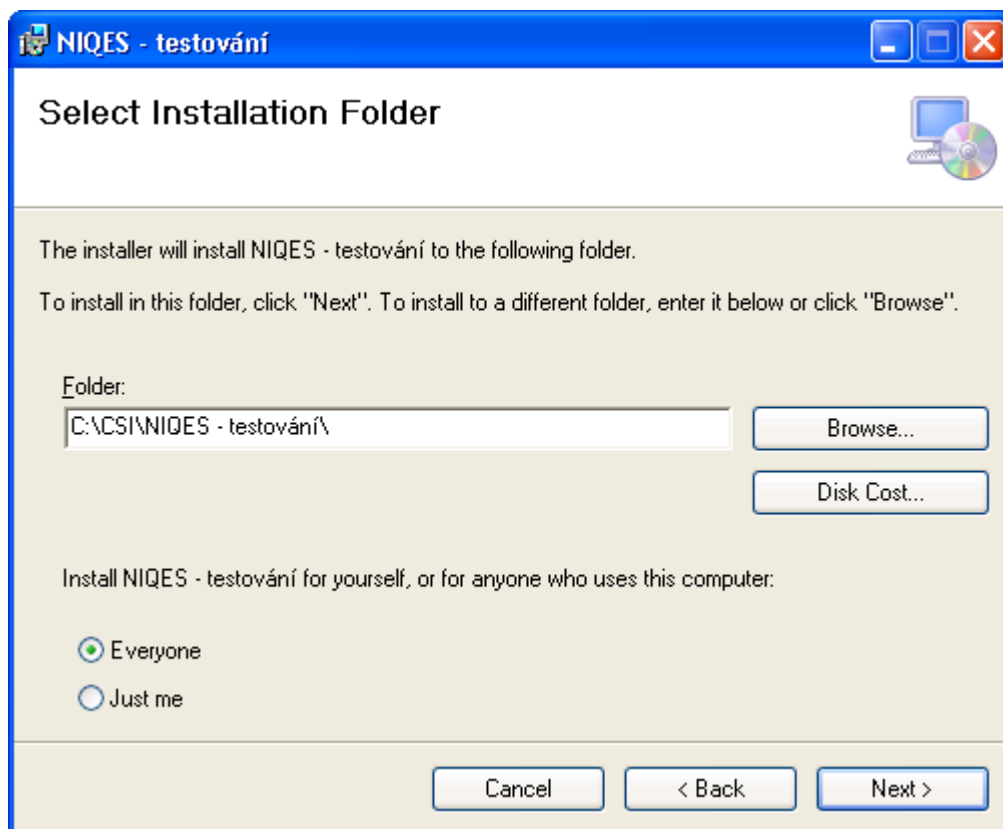 NIQES - testování
Select Installation Folder
The installer will install NIQES - testování to the following folder.
To install in this folder, click "Next". To install to a different folder, enter it below or click "Browse".
Folder:
C:\CSI\NIQES - testování\
Browse...
Disk Cost...
Install NIQES - testování for yourself, or for anyone who uses this computer:
Everyone
Just me
Cancel
< Back
Next >